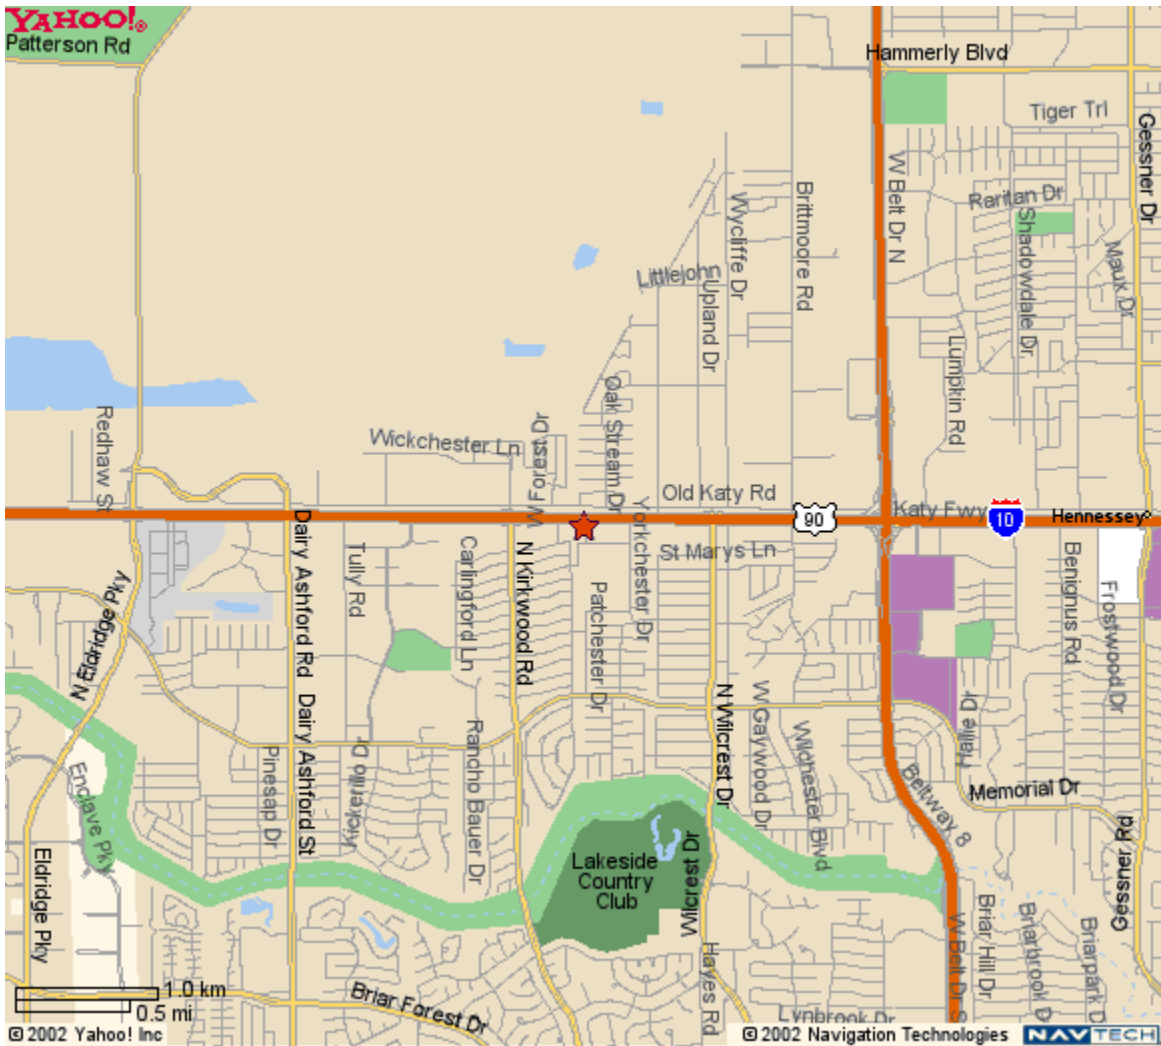 YAHOO!®
Patterson Rd
Hammerly Blvd
Tiger Trl
Gessner Dr
W Belt Dr N
Raritan Dr
Shadowdale Dr
Maux Dr
Brittmoore Rd
Wycliffe Dr
Littlejohn
Upland Dr
Lumpkin Rd
Oak Stream Dr
W Forest Dr
Wickchester Ln
Redhaw St
Old Katy Rd
Katy Fwy
90
10
Hennessey
Dairy Ashford Rd
Tully Rd
Carlingford Ln
N Kirkwood Rd
Yorkchester Dr
St Marys Ln
Patchester Dr
Benignus Rd
Frostwood Dr
N Eldridge Pky
N Wilcrest Dr
W Gaywood Dr
Wilchester Blvd
Hallie Dr
Memorial Dr
Beltway 8
Gessner Rd
Enclave Pky
Pinesap Dr
Dairy Ashford St
Nickerillo Dr
Rancho Bauer Dr
Lakeside
Country
Club
Wilcrest Dr
Eldridge Pky
Hayes Rd
W Belt Dr S
Briar Hill Dr
Briarbrook D
Briarpark D
1.0 km
0.5 mi
Briar Forest Dr
Lynbrook Dr
©2002 Yahoo! Inc
©2002 Navigation Technologies
NAVTECH